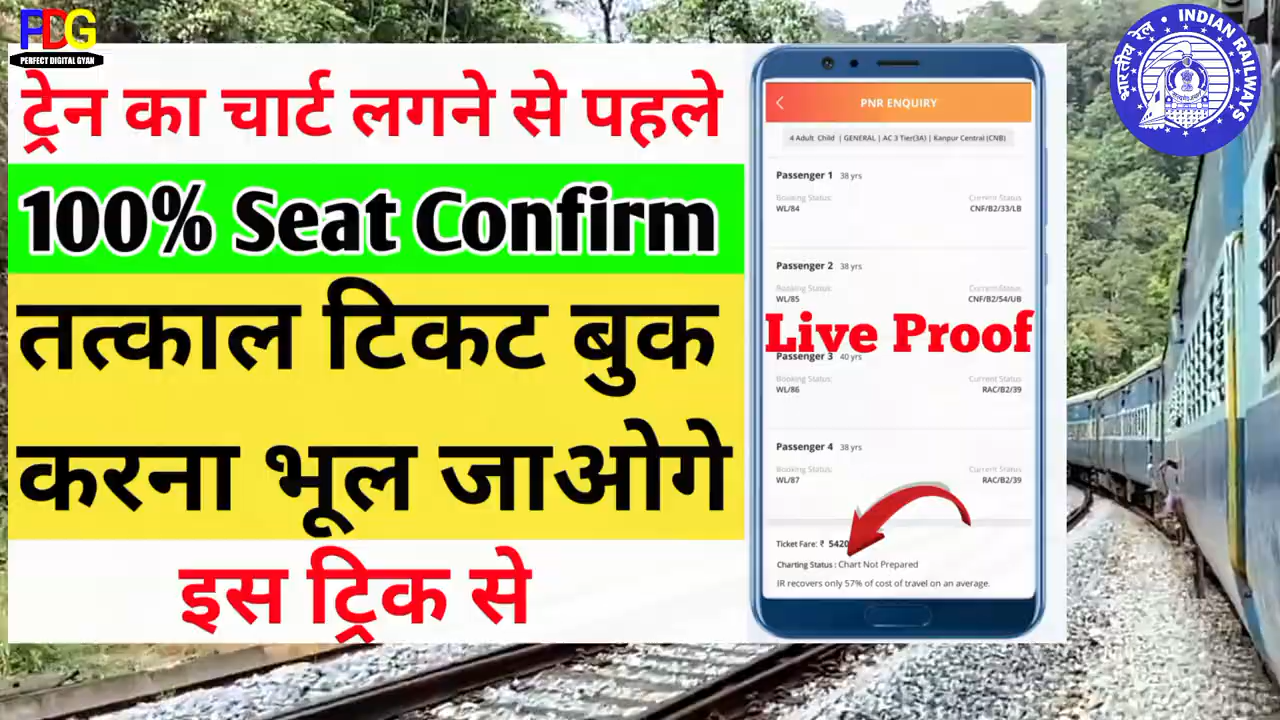 PDG
PERFECT DIGITAL GYAN
ट्रेन का चार्ट लगने से पहले
100% Seat Confirm
तत्काल टिकट बुक
करना भूल जाओगे
इस ट्रिक से
PNR ENQUIRY
4 Adult Child | GENERAL | AC 3 Tier(3A) | Kanpur Central (CNB)
Passenger 1 38 yrs
Booking Status: Current Status
WL/84 CNF/B2/33/LB
Passenger 2 38 yrs
Booking Status: Current Status
WL/85 CNF/B2/54/UB
Live Proof
Passenger 3 40 yrs
Booking Status: Current Status
WL/86 RAC/B2/39
Passenger 4 38 yrs
Booking Status: Current Status
WL/87 RAC/B2/39
Ticket Fare: ₹ 5420
Charting Status : Chart Not Prepared
IR recovers only 57% of cost of travel on an average.
भारतीय रेल INDIAN RAILWAYS